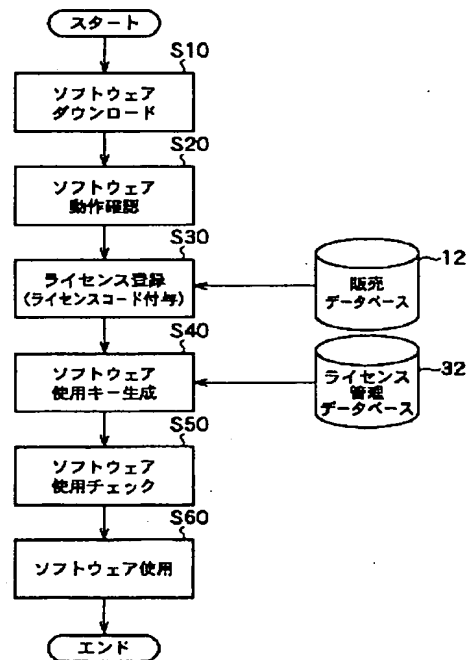 スタート
S10
ソフトウェア
ダウンロード
S20
ソフトウェア
動作確認
S30
ライセンス登録
(ライセンスコード付与)
12
販売
データベース
S40
ソフトウェア
使用キー生成
32
ライセンス
管理
データベース
S50
ソフトウェア
使用チェック
S60
ソフトウェア使用
エンド